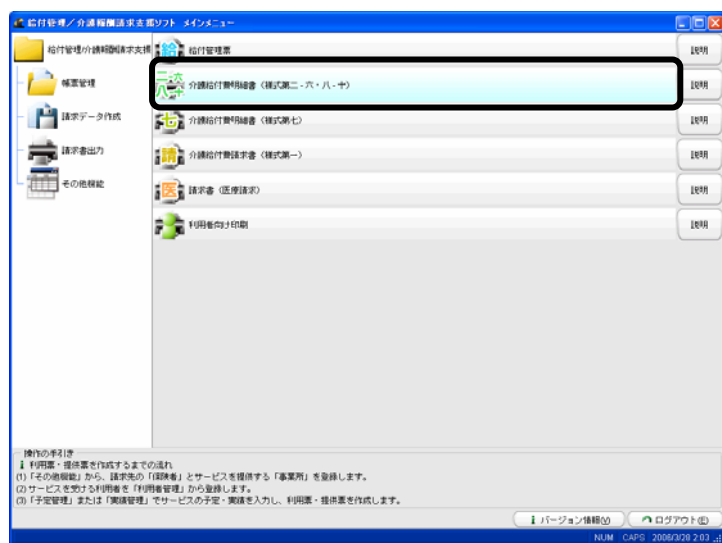 給付管理／介護報酬請求支援ソフト メインメニュー
給付管理/介護報酬請求支援
帳票管理
請求データ作成
請求書出力
その他機能
給 給付管理票 説明
二六八十 介護給付費明細書（様式第二・六・八・十） 説明
七 介護給付費明細書（様式第七） 説明
請 介護給付費請求書（様式第一） 説明
医 請求書（医療請求） 説明
利用者向け印刷 説明
操作の手引き
利用票・提供票を作成するまでの流れ
(1)「その他機能」から、請求先の「保険者」とサービスを提供する「事業所」を登録します。
(2)サービスを受ける利用者を「利用者管理」から登録します。
(3)「予定管理」または「実績管理」でサービスの予定・実績を入力し、利用票・提供票を作成します。
バージョン情報(V) ログアウト(E)
NUM CAPS 2006/03/28 2:03